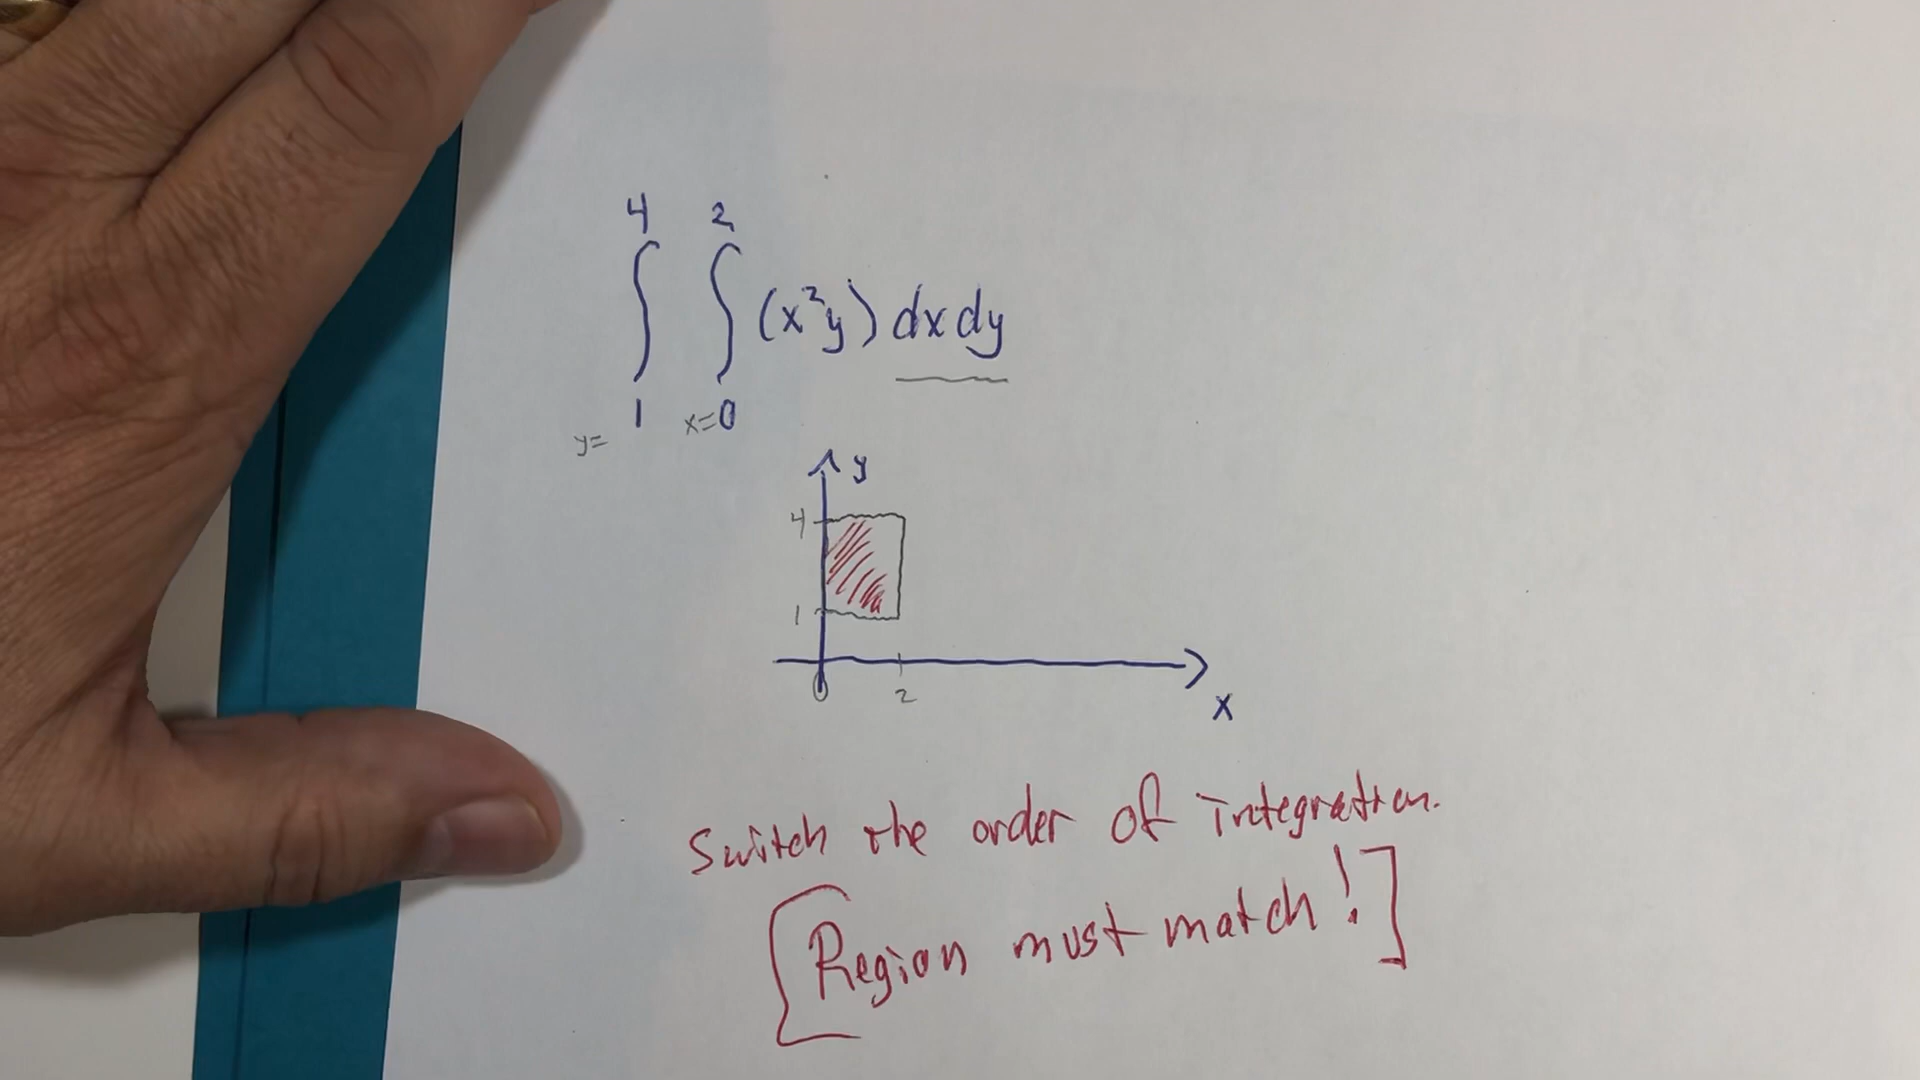 4 2
∫ ∫ (x²y) dx dy
1 x=0
y=
y
4
1
0 2
x
Switch the order of integration.
[Region must match!]